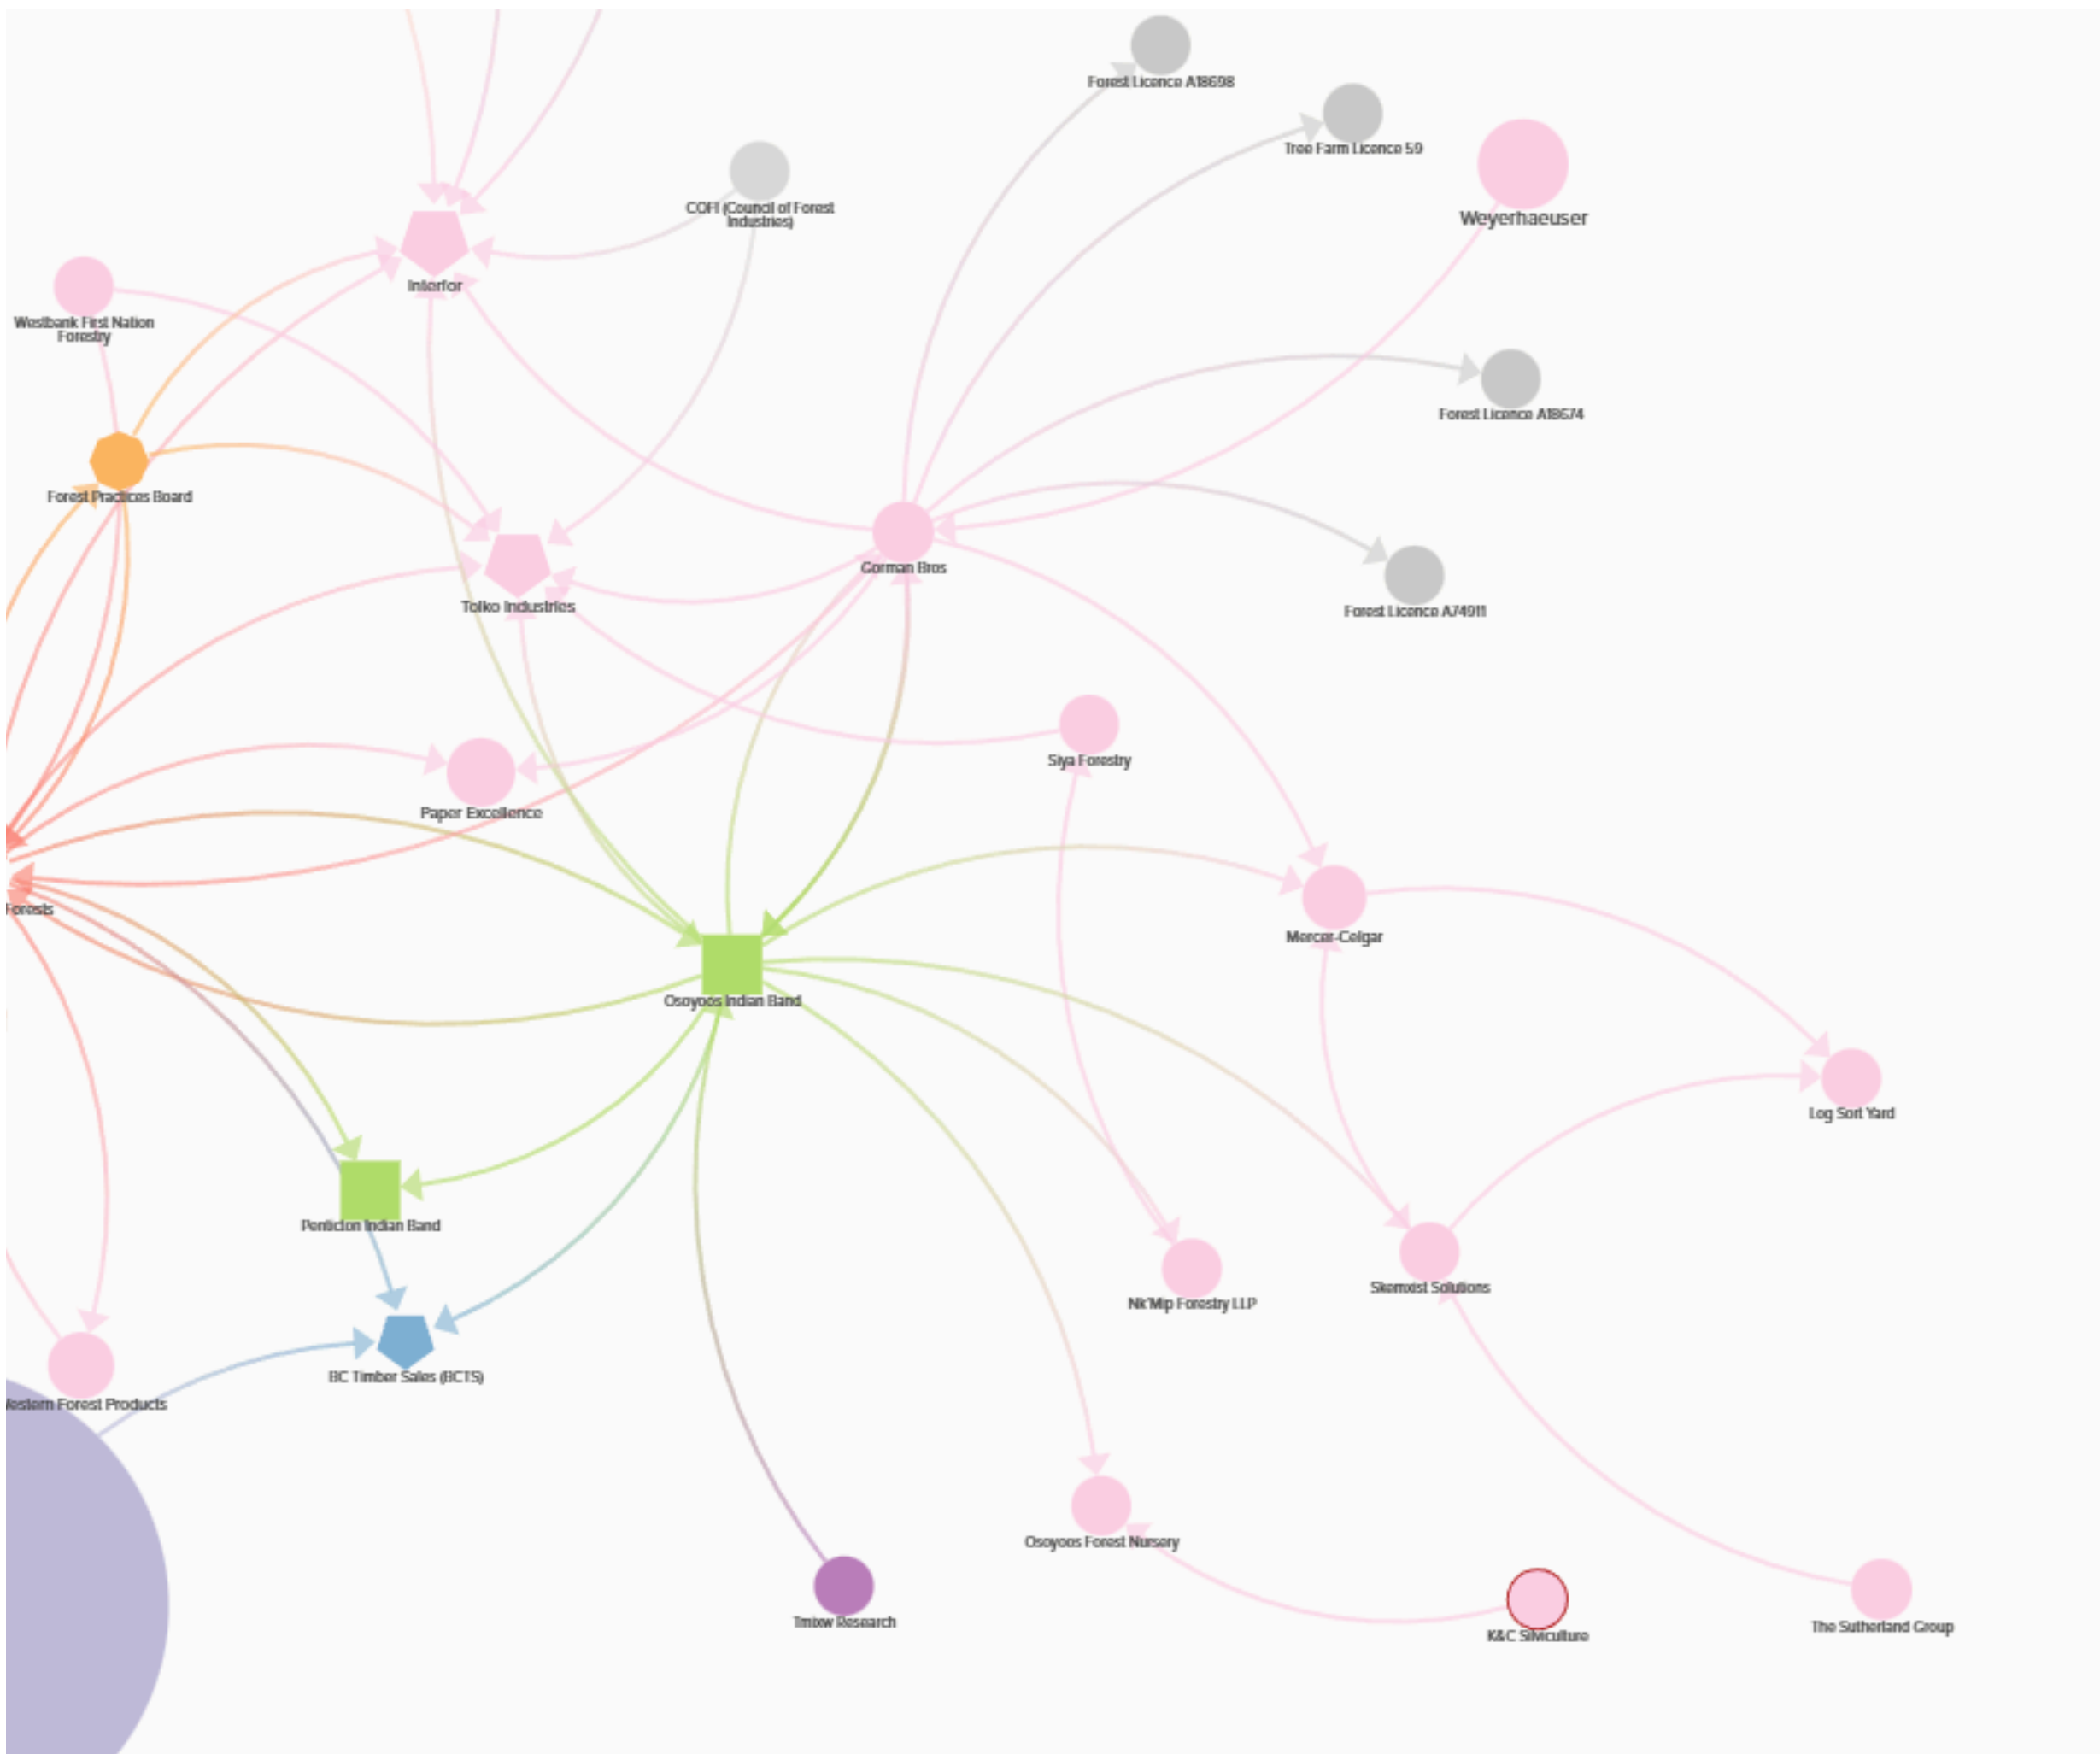 Forest Licence A18698
Tree Farm Licence 59
COFI (Council of Forest
Industries)
Weyerhaeuser
Interfor
Westbank First Nation
Forestry
Forest Licence A18674
Forest Practices Board
Gorman Bros
Tolko Industries
Forest Licence A74911
Siya Forestry
Paper Excellence
Forests
Mercer-Celgar
Osoyoos Indian Band
Log Sort Yard
Penticton Indian Band
Skemxist Solutions
Nk'Mip Forestry LLP
BC Timber Sales (BCTS)
Western Forest Products
Osoyoos Forest Nursery
Tmixw Research
K&C Silviculture
The Sutherland Group